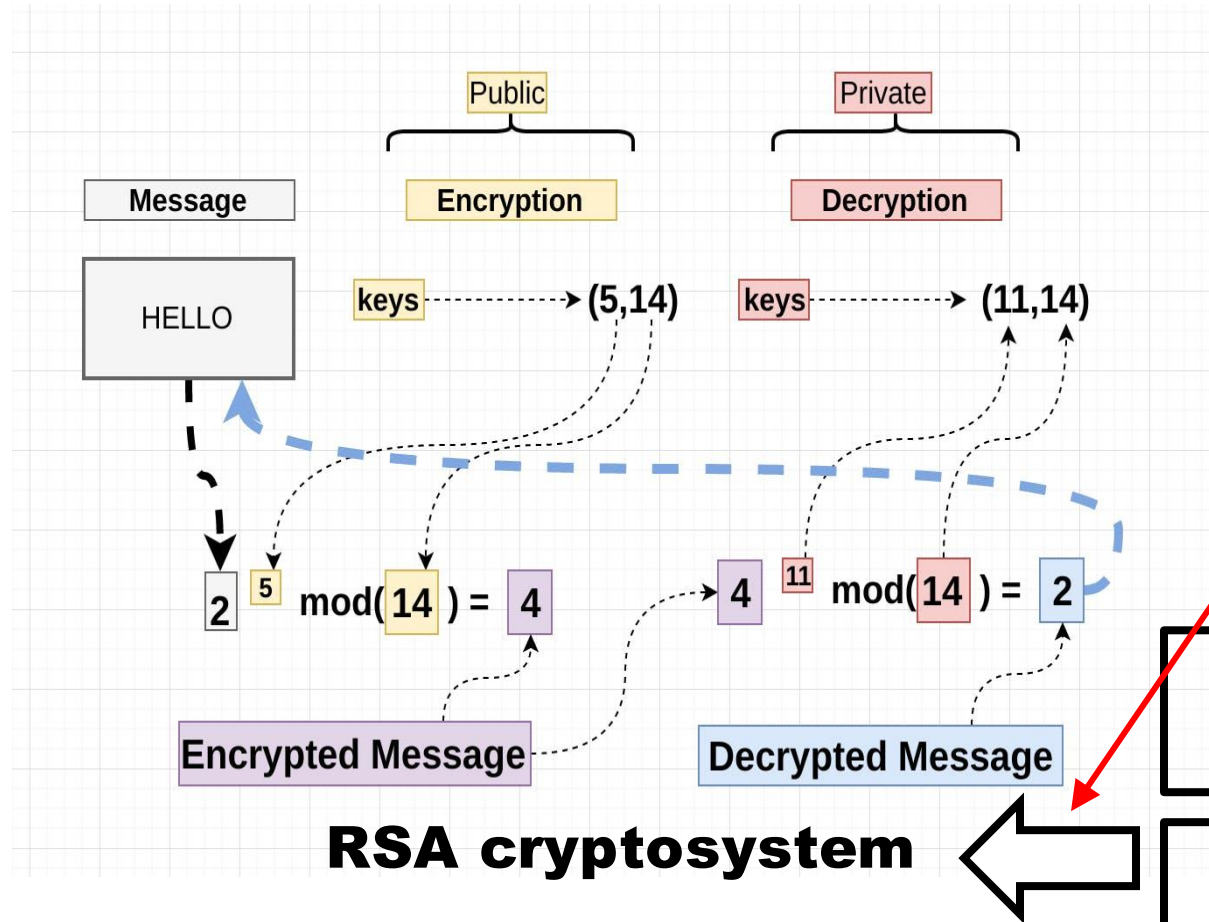 Public
Private
Message
Encryption
Decryption
HELLO
keys
(5,14)
keys
(11,14)
2 5 mod( 14 ) = 4
4 11 mod( 14 ) = 2
Encrypted Message
Decrypted Message
RSA cryptosystem